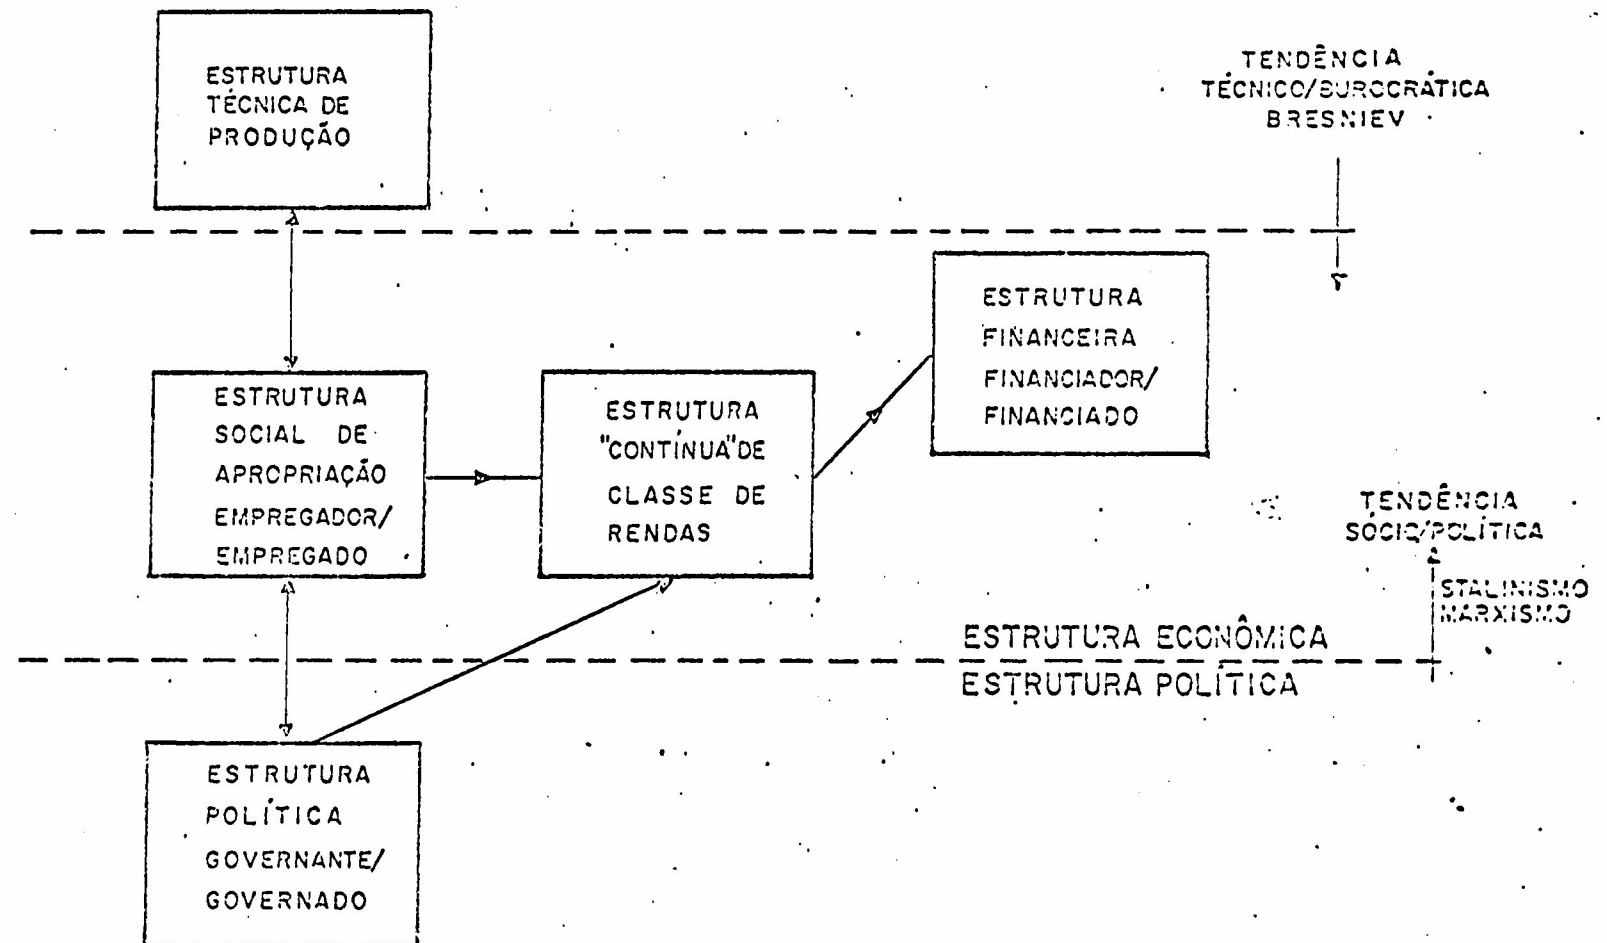 ESTRUTURA
TÉCNICA DE
PRODUÇÃO
TENDÊNCIA
TÉCNICO/BUROCRÁTICA
BRESNIEV
ESTRUTURA
FINANCEIRA
FINANCIADOR/
FINANCIADO
ESTRUTURA
SOCIAL DE
APROPRIAÇÃO
EMPREGADOR/
EMPREGADO
ESTRUTURA
"CONTÍNUA" DE
CLASSE DE
RENDAS
TENDÊNCIA
SÓCIO/POLÍTICA
STALINISMO
MARXISMO
ESTRUTURA ECONÔMICA
ESTRUTURA POLÍTICA
ESTRUTURA
POLÍTICA
GOVERNANTE/
GOVERNADO